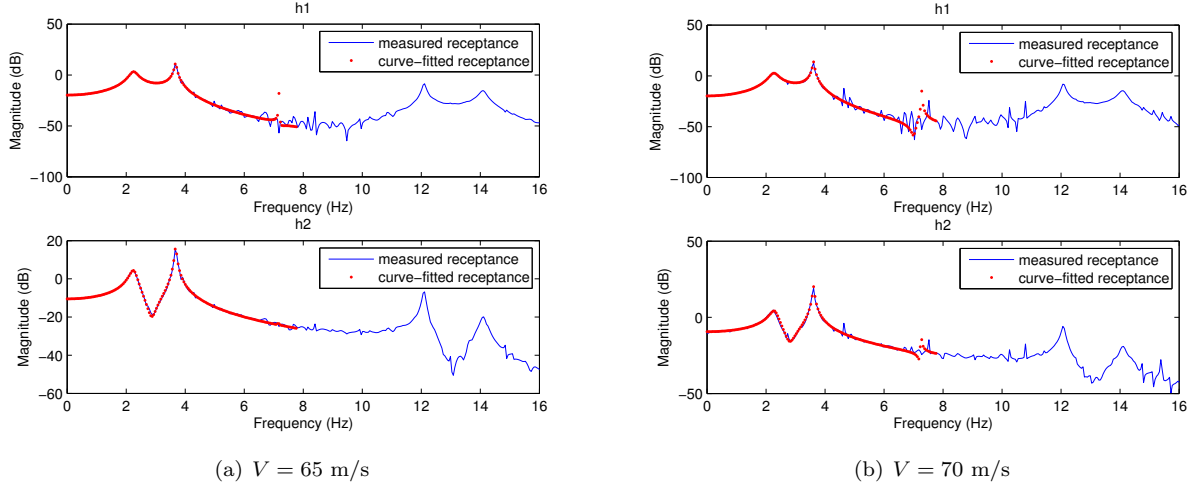 h1
50
0
−50
−100
Magnitude (dB)
measured receptance
curve−fitted receptance
0 2 4 6 8 10 12 14 16
Frequency (Hz)
h2
20
0
−20
−40
−60
Magnitude (dB)
measured receptance
curve−fitted receptance
0 2 4 6 8 10 12 14 16
Frequency (Hz)
(a) V = 65 m/s
h1
50
0
−50
−100
Magnitude (dB)
measured receptance
curve−fitted receptance
0 2 4 6 8 10 12 14 16
Frequency (Hz)
h2
50
0
−50
Magnitude (dB)
measured receptance
curve−fitted receptance
0 2 4 6 8 10 12 14 16
Frequency (Hz)
(b) V = 70 m/s